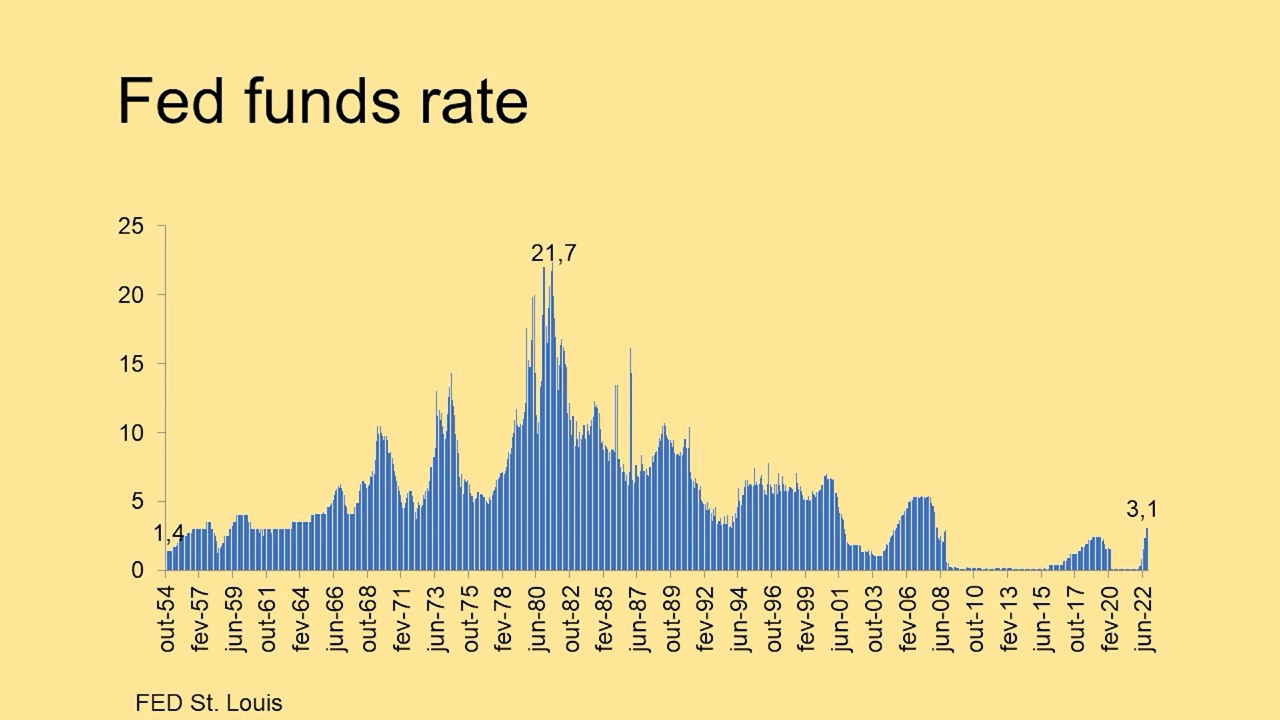 Fed funds rate
25
21,7
20
15
10
5
3,1
1,4
0
out-54
fev-57
jun-59
out-61
fev-64
jun-66
out-68
fev-71
jun-73
out-75
fev-78
jun-80
out-82
fev-85
jun-87
out-89
fev-92
jun-94
out-96
fev-99
jun-01
out-03
fev-06
jun-08
out-10
fev-13
jun-15
out-17
fev-20
jun-22
FED St. Louis